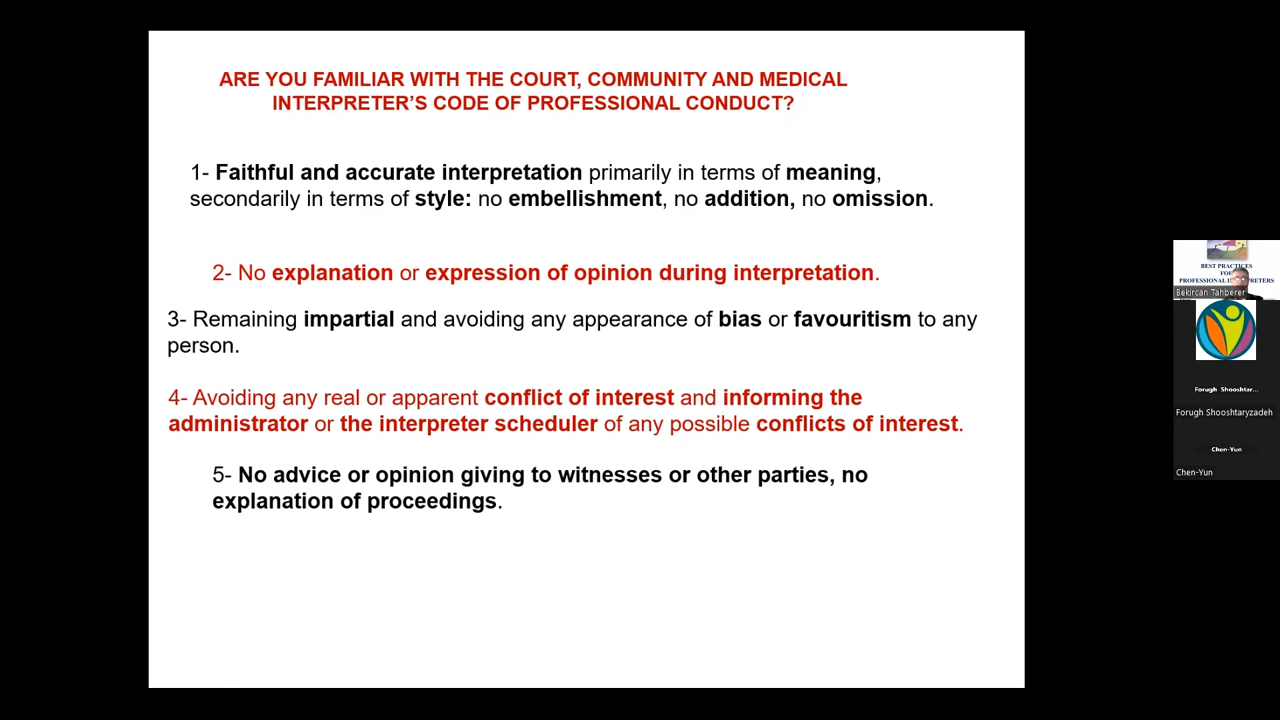 ARE YOU FAMILIAR WITH THE COURT, COMMUNITY AND MEDICAL
INTERPRETER’S CODE OF PROFESSIONAL CONDUCT?
1- Faithful and accurate interpretation primarily in terms of meaning,
secondarily in terms of style: no embellishment, no addition, no omission.
2- No explanation or expression of opinion during interpretation.
3- Remaining impartial and avoiding any appearance of bias or favouritism to any
person.
4- Avoiding any real or apparent conflict of interest and informing the
administrator or the interpreter scheduler of any possible conflicts of interest.
5- No advice or opinion giving to witnesses or other parties, no
explanation of proceedings.
BEST PRACTICES
FOR
PROFESSIONAL INTERPRETERS
Bekircan Tahberer
Forugh Shooshtar...
Forugh Shooshtaryzadeh
Chen-Yun
Chen-Yun